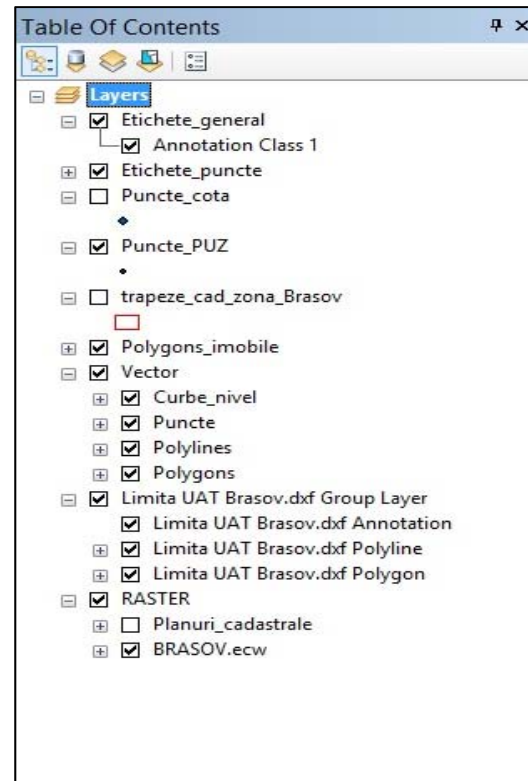 Table Of Contents
Layers
Etichete_general
Annotation Class 1
Etichete_puncte
Puncte_cota
Puncte_PUZ
trapeze_cad_zona_Brasov
Polygons_imobile
Vector
Curbe_nivel
Puncte
Polylines
Polygons
Limita UAT Brasov.dxf Group Layer
Limita UAT Brasov.dxf Annotation
Limita UAT Brasov.dxf Polyline
Limita UAT Brasov.dxf Polygon
RASTER
Planuri_cadastrale
BRASOV.ecw